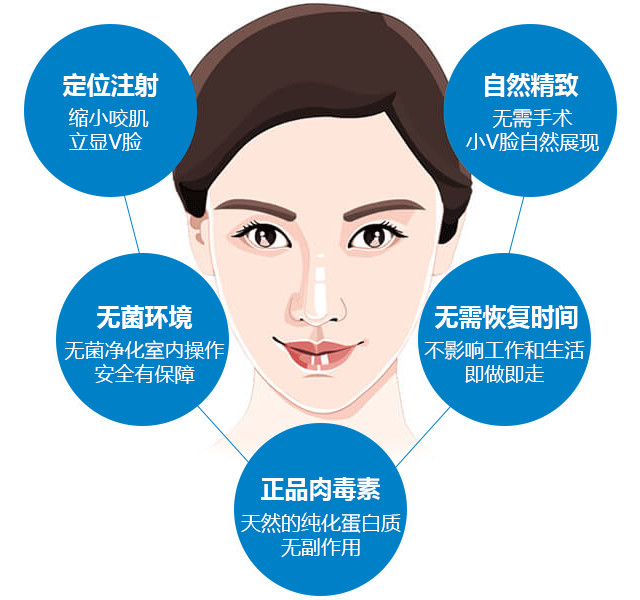 定位注射
缩小咬肌
立显V脸
自然精致
无需手术
小V脸自然展现
无菌环境
无菌净化室内操作
安全有保障
无需恢复时间
不影响工作和生活
即做即走
正品肉毒素
天然的纯化蛋白质
无副作用